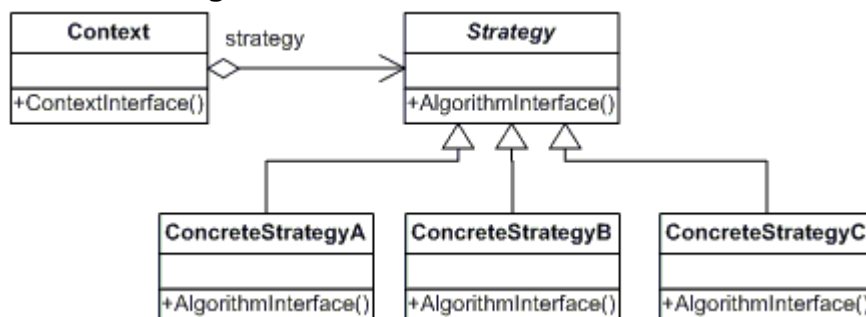 Context
strategy
Strategy
+ContextInterface()
+AlgorithmInterface()
ConcreteStrategyA
ConcreteStrategyB
ConcreteStrategyC
+AlgorithmInterface()
+AlgorithmInterface()
+AlgorithmInterface()